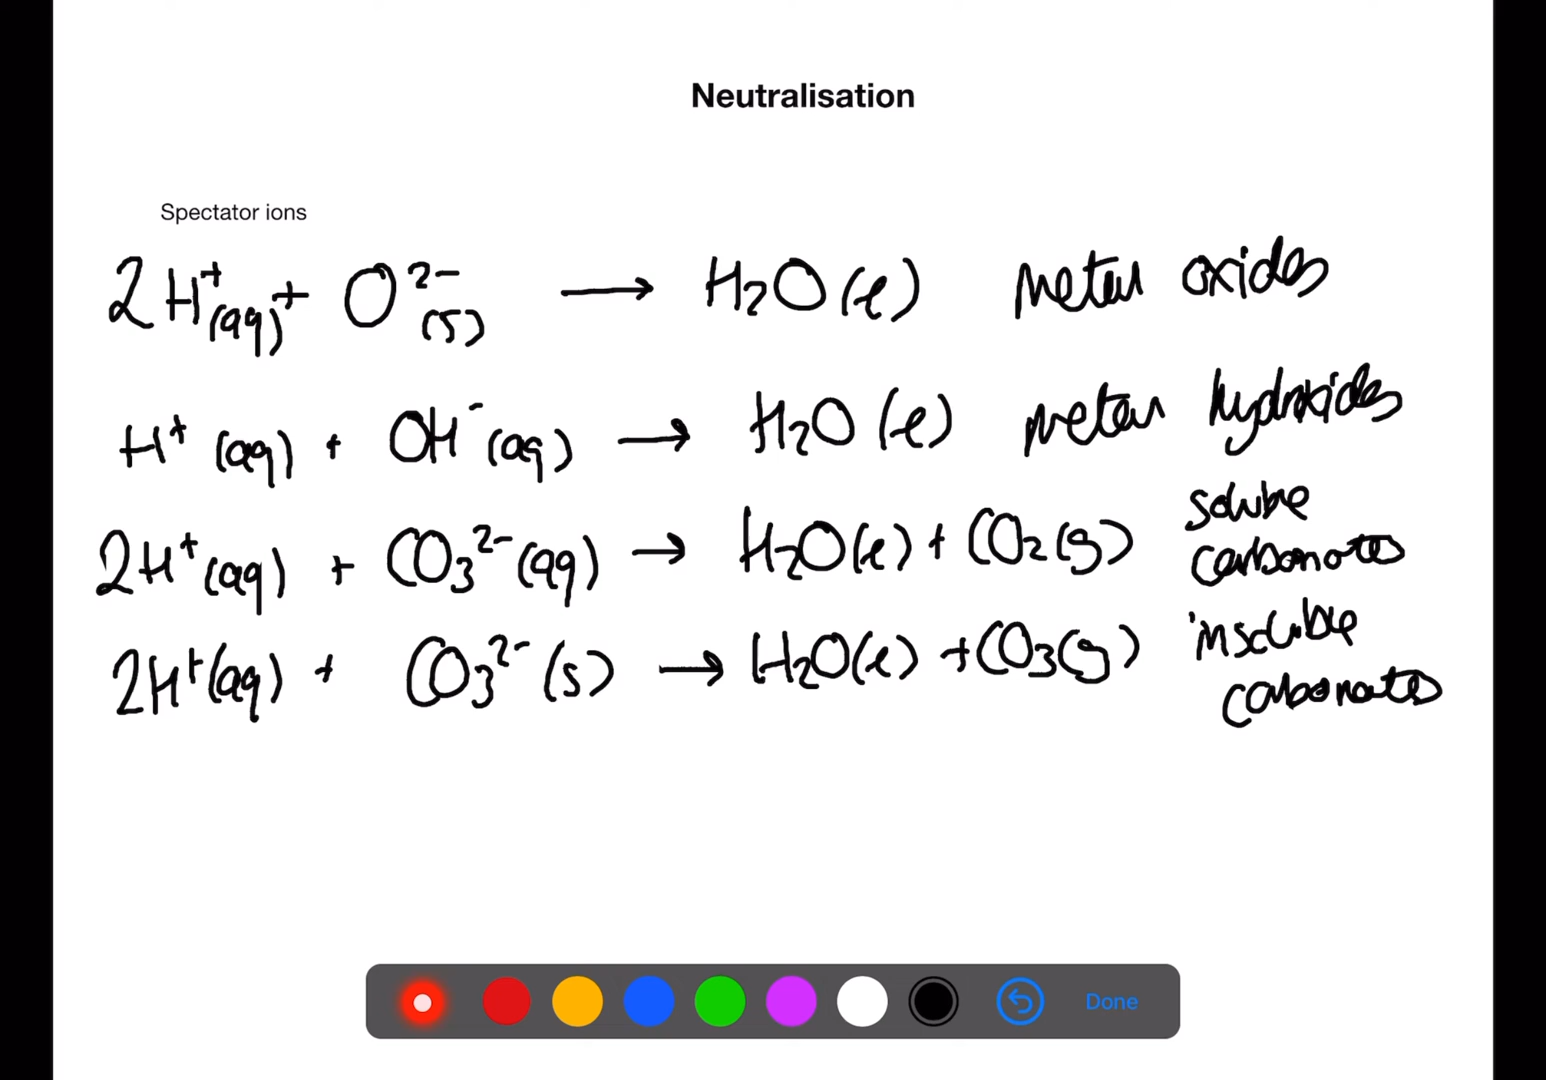 Neutralisation
Spectator ions
2H⁺(aq) + O²⁻(s) → H₂O(l) metal oxides
H⁺(aq) + OH⁻(aq) → H₂O(l) metal hydroxides
2H⁺(aq) + CO₃²⁻(aq) → H₂O(l) + CO₂(g) soluble carbonates
2H⁺(aq) + CO₃²⁻(s) → H₂O(l) + CO₃(g) insoluble carbonates
Done